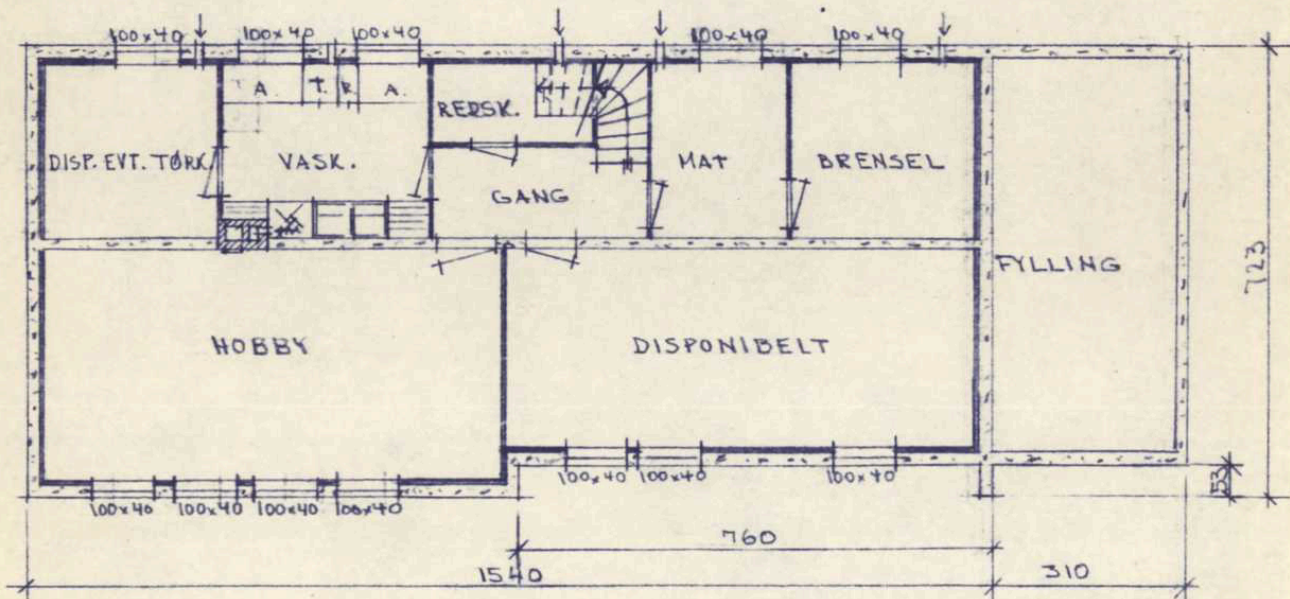 100x40 100x40 100x40 100x40 100x40
A. T. R. A.
REDSK.
DISP. EVT. TØRK.
VASK.
GANG
MAT
BRENSEL
FYLLING
723
HOBBY
DISPONIBELT
100x40 100x40 100x40
53
100x40 100x40 100x40 100x40
760
1540
310